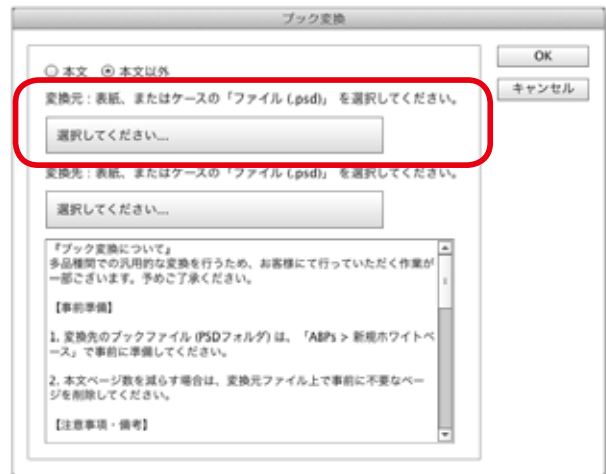 ブック変換
本文 本文以外
OK
キャンセル
変換元：表紙、またはケースの「ファイル (.psd)」 を選択してください。
選択してください...
変換先：表紙、またはケースの「ファイル (.psd)」 を選択してください。
選択してください...
『ブック変換について』
多品種間での汎用的な変換を行うため、お客様にて行っていただく作業が
一部ございます。予めご了承ください。
【事前準備】
1. 変換先のブックファイル (PSDフォルダ) は、「ABPs > 新規ホワイトベ
ース」で事前に準備してください。
2. 本文ページ数を減らす場合は、変換元ファイル上で事前に不要なペー
ジを削除してください。
【注意事項・備考】